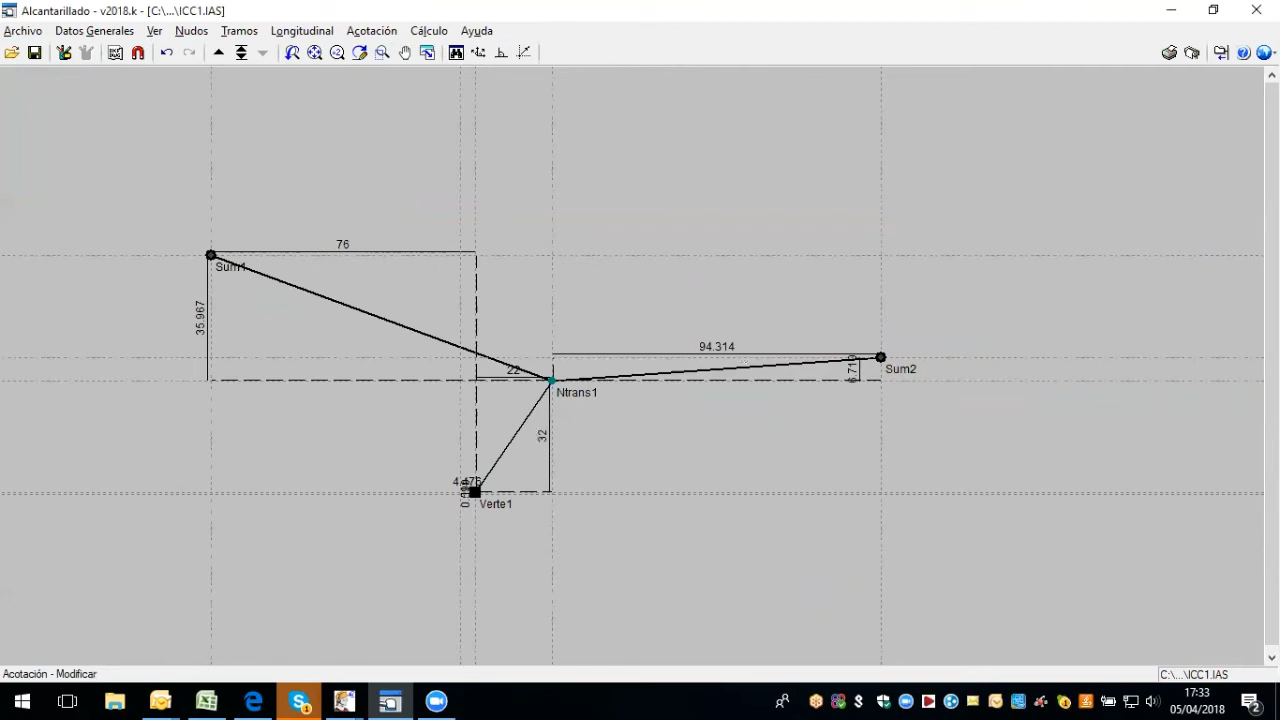 Alcantarillado - v2018.k - [C:\...\ICC1.IAS]
Archivo Datos Generales Ver Nudos Tramos Longitudinal Acotación Cálculo Ayuda
76
Sum1
35.967
94.314
22
Sum2
Ntrans1
32
Verte1
Acotación - Modificar
C:\...\ICC1.IAS
17:33
05/04/2018